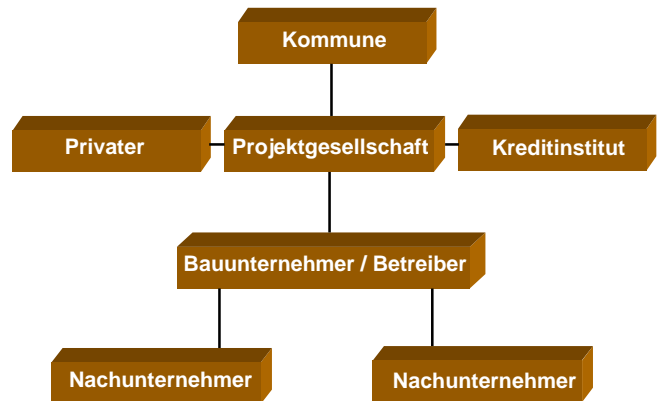 Kommune
Privater
Projektgesellschaft
Kreditinstitut
Bauunternehmer / Betreiber
Nachunternehmer
Nachunternehmer